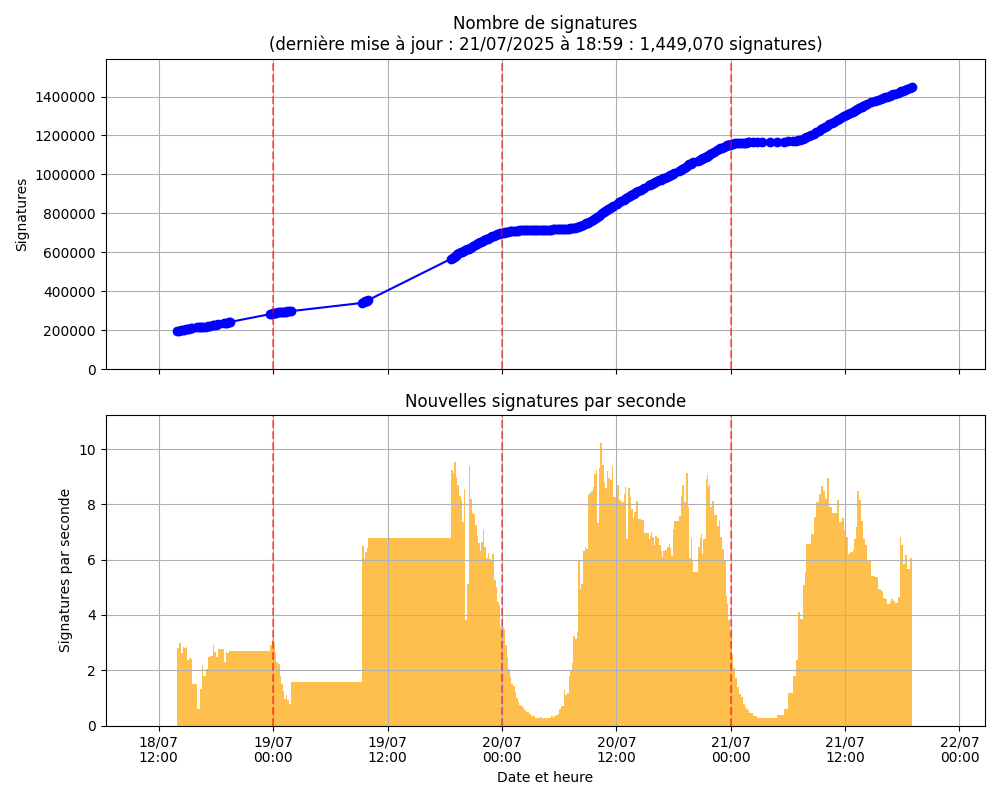 Nombre de signatures
(dernière mise à jour : 21/07/2025 à 18:59 : 1,449,070 signatures)
1400000
1200000
1000000
800000
600000
400000
200000
0
Signatures
Nouvelles signatures par seconde
10
8
6
4
2
0
Signatures par seconde
18/07 19/07 19/07 20/07 20/07 21/07 21/07 22/07
12:00 00:00 12:00 00:00 12:00 00:00 12:00 00:00
Date et heure